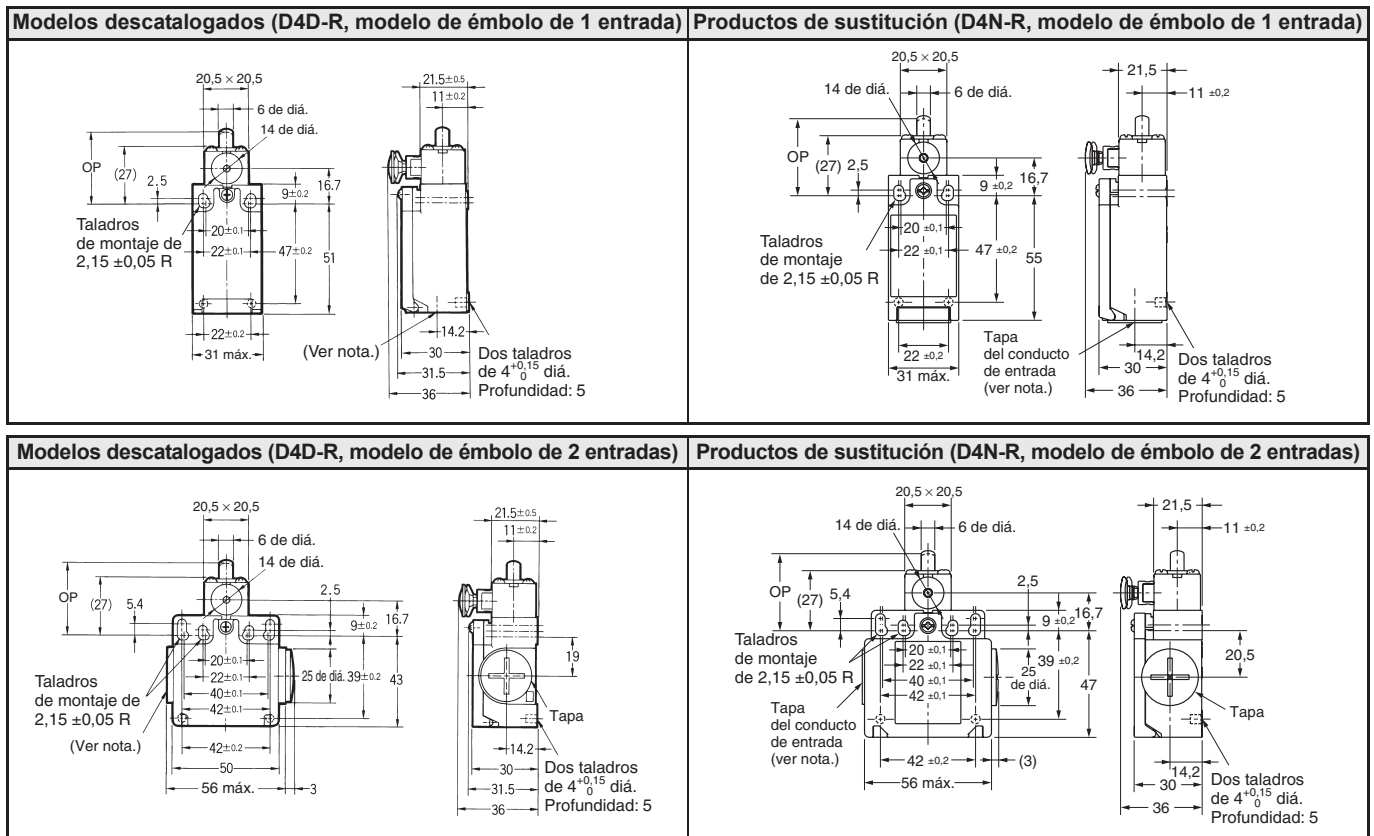 Modelos descatalogados (D4D-R, modelo de émbolo de 1 entrada)
20,5 × 20,5
6 de diá.
14 de diá.
OP
(27)
2.5
9±0.2
16.7
Taladros
de montaje de
2,15 ±0,05 R
20±0.1
22±0.1
47±0.2
51
22±0.2
31 máx.
21.5±0.5
11±0.2
(Ver nota.)
14.2
30
31.5
36
Dos taladros
de 4+0,15 0 diá.
Profundidad: 5
Productos de sustitución (D4N-R, modelo de émbolo de 1 entrada)
20,5 × 20,5
14 de diá.
6 de diá.
OP
(27)
2,5
9 ±0,2
16,7
Taladros
de montaje
de 2,15 ±0,05 R
20 ±0,1
22 ±0,1
47 ±0,2
55
22 ±0,2
31 máx.
21,5
11 ±0,2
Tapa
del conducto
de entrada
(ver nota.)
14,2
30
36
Dos taladros
de 4+0,15 0 diá.
Profundidad: 5
Modelos descatalogados (D4D-R, modelo de émbolo de 2 entradas)
20,5 × 20,5
6 de diá.
14 de diá.
OP
(27)
5.4
2.5
9±0.2
16.7
Taladros
de montaje de
2,15 ±0,05 R
(Ver nota.)
20±0.1
22±0.1
40±0.1
42±0.1
25 de diá.
39±0.2
43
42±0.2
50
56 máx.
3
21.5±0.5
11±0.2
19
Tapa
14.2
30
31.5
36
Dos taladros
de 4+0,15 0 diá.
Profundidad: 5
Productos de sustitución (D4N-R, modelo de émbolo de 2 entradas)
20,5 × 20,5
14 de diá.
6 de diá.
OP
(27)
5,4
2,5
9 ±0,2
16,7
Taladros
de montaje
de 2,15 ±0,05 R
20 ±0,1
22 ±0,1
40 ±0,1
42 ±0,1
25
de diá.
39 ±0,2
47
Tapa
del conducto
de entrada
(ver nota.)
42 ±0,2
(3)
56 máx.
21,5
11 ±0,2
20,5
Tapa
14,2
30
36
Dos taladros
de 4+0,15 0 diá.
Profundidad: 5